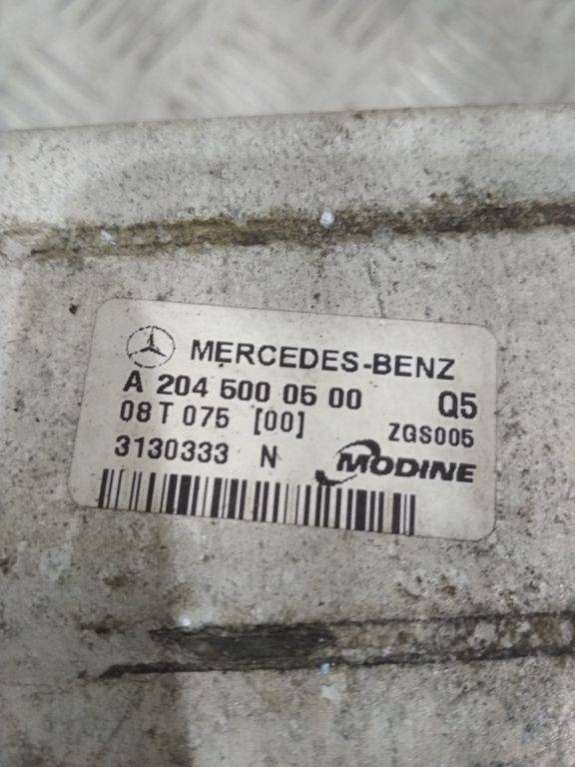 MERCEDES-BENZ
A 204 500 05 00 Q5
08 T 075 [00] ZGS005
3130333 N MODINE